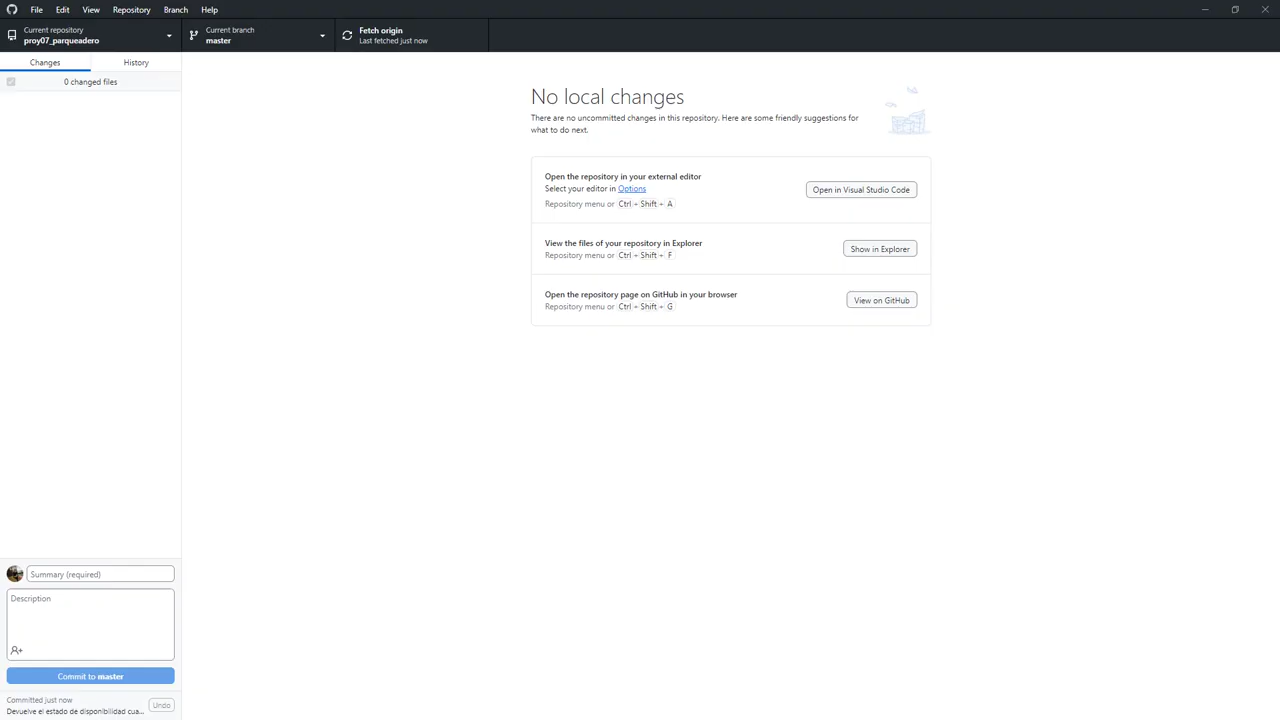 File Edit View Repository Branch Help
Current repository
proy07_parqueadero
Current branch
master
Fetch origin
Last fetched just now
Changes History
0 changed files
No local changes
There are no uncommitted changes in this repository. Here are some friendly suggestions for
what to do next.
Open the repository in your external editor
Select your editor in Options
Repository menu or Ctrl + Shift + A
Open in Visual Studio Code
View the files of your repository in Explorer
Repository menu or Ctrl + Shift + F
Show in Explorer
Open the repository page on GitHub in your browser
Repository menu or Ctrl + Shift + G
View on GitHub
Summary (required)
Description
Commit to master
Committed just now
Devuelve el estado de disponibilidad cua...
Undo